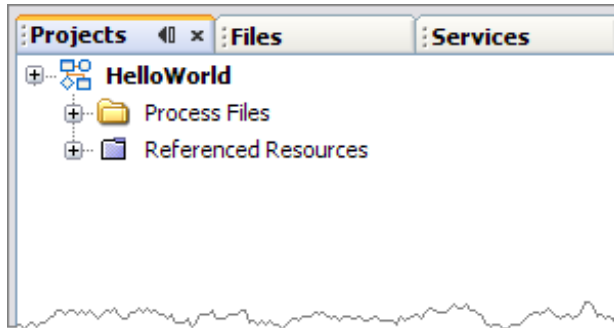 Projects Files Services
HelloWorld
Process Files
Referenced Resources